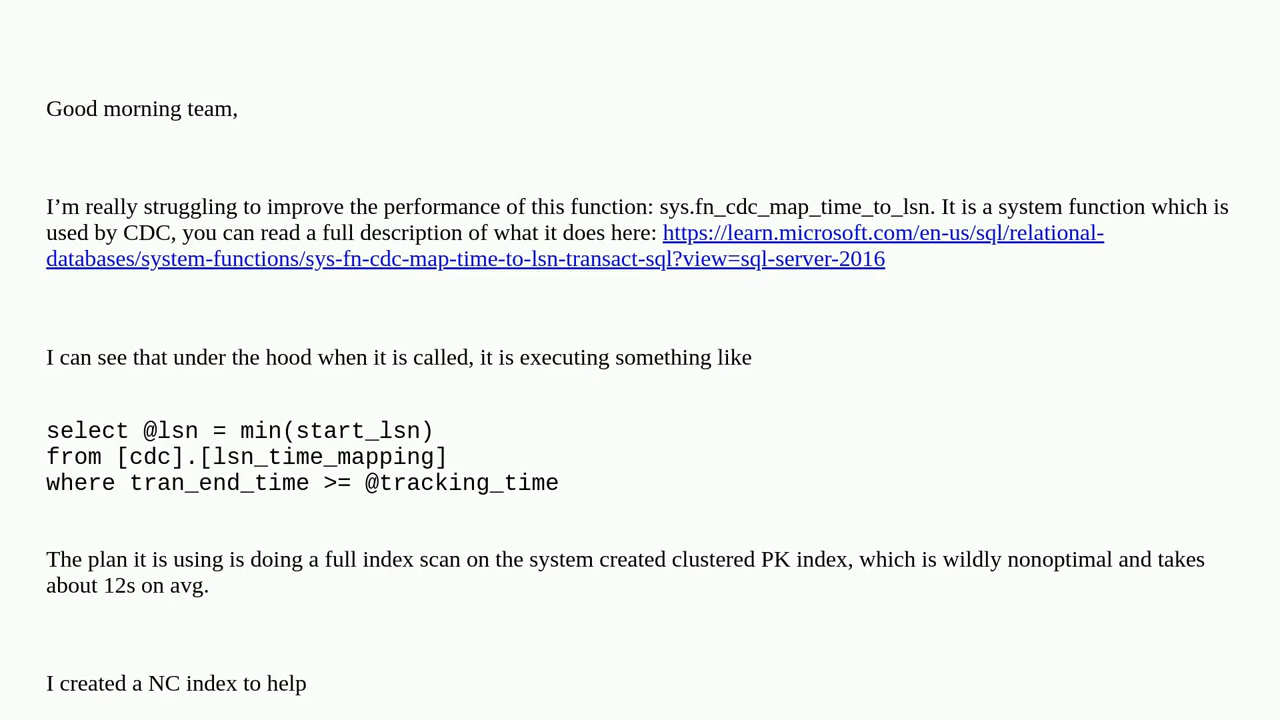 Good morning team,
I’m really struggling to improve the performance of this function: sys.fn_cdc_map_time_to_lsn. It is a system function which is
used by CDC, you can read a full description of what it does here: https://learn.microsoft.com/en-us/sql/relational-
databases/system-functions/sys-fn-cdc-map-time-to-lsn-transact-sql?view=sql-server-2016
I can see that under the hood when it is called, it is executing something like
select @lsn = min(start_lsn)
from [cdc].[lsn_time_mapping]
where tran_end_time >= @tracking_time
The plan it is using is doing a full index scan on the system created clustered PK index, which is wildly nonoptimal and takes
about 12s on avg.
I created a NC index to help